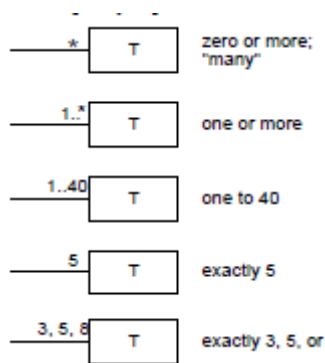 * T zero or more;
"many"
1..* T one or more
1..40 T one to 40
5 T exactly 5
3, 5, 8 T exactly 3, 5, or